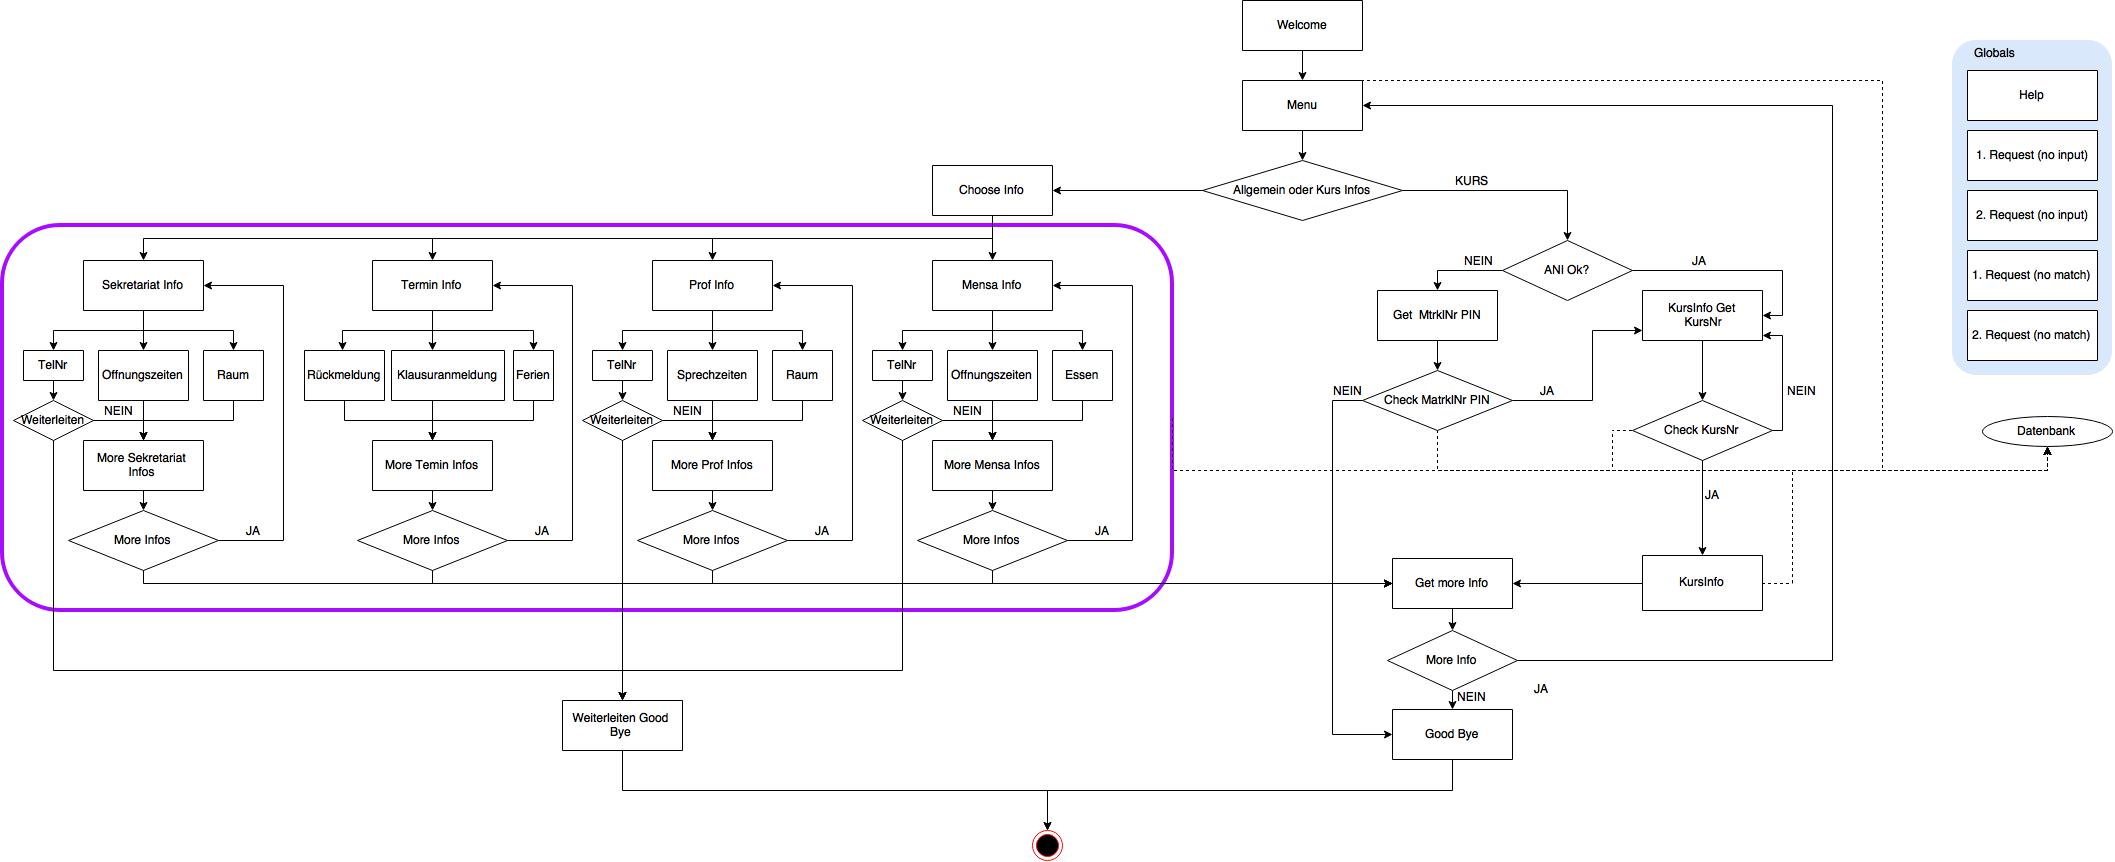 Welcome
Globals
Help
Menu
1. Request (no input)
Choose Info
Allgemein oder Kurs Infos
KURS
2. Request (no input)
NEIN
ANI Ok?
JA
1. Request (no match)
Sekretariat Info
Termin Info
Prof Info
Mensa Info
Get MtrklNr PIN
KursInfo Get
KursNr
2. Request (no match)
TelNr
Offnungszeiten
Raum
Rückmeldung
Klausuranmeldung
Ferien
TelNr
Sprechzeiten
Raum
TelNr
Offnungszeiten
Essen
NEIN
Check MatrklNr PIN
JA
NEIN
Weiterleiten
NEIN
Weiterleiten
NEIN
Weiterleiten
NEIN
Check KursNr
Datenbank
More Sekretariat
Infos
More Temin Infos
More Prof Infos
More Mensa Infos
JA
More Infos
JA
More Infos
JA
More Infos
JA
More Infos
JA
Get more Info
KursInfo
More Info
JA
NEIN
Weiterleiten Good
Bye
Good Bye